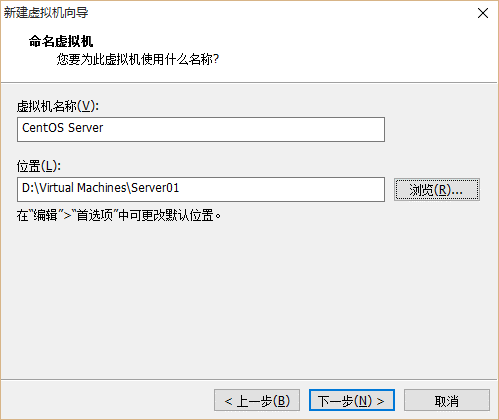 新建虚拟机向导
命名虚拟机
您要为此虚拟机使用什么名称?
虚拟机名称(V):
CentOS Server
位置(L):
D:\Virtual Machines\Server01
浏览(R)...
在“编辑”>“首选项”中可更改默认位置。
< 上一步(B)
下一步(N) >
取消